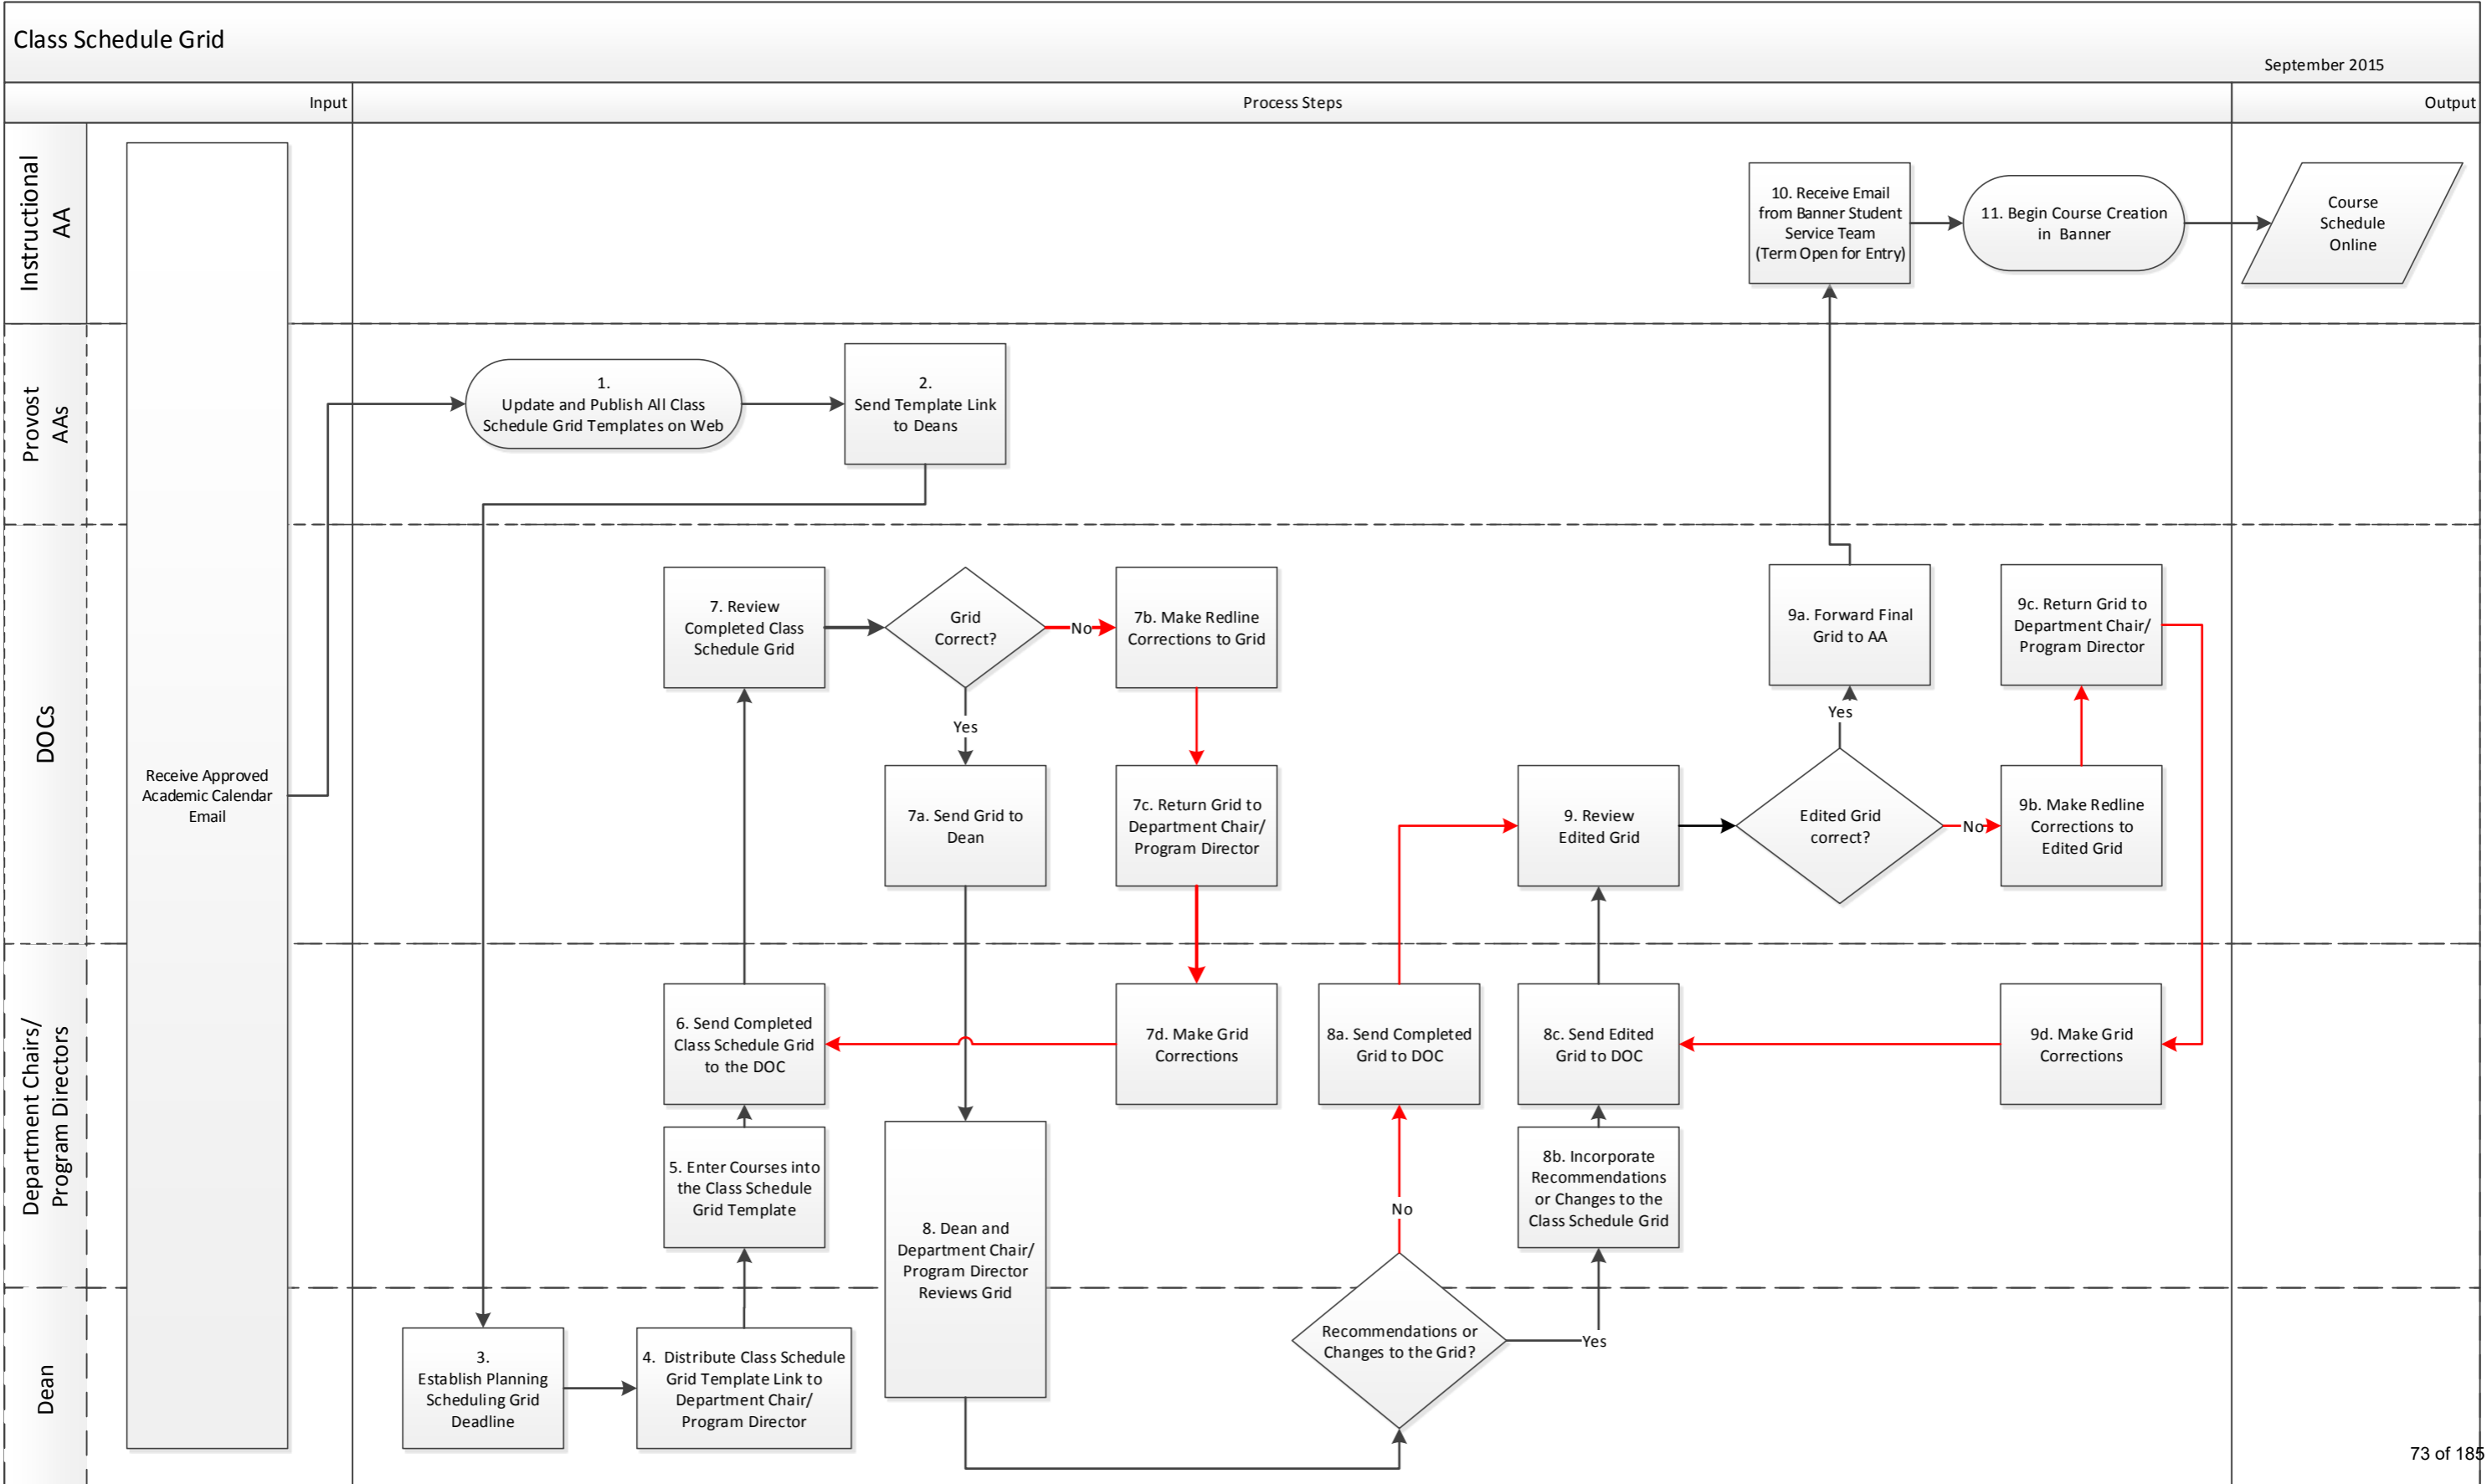 Class Schedule Grid
September 2015
Input
Process Steps
Output
Instructional
AA
10. Receive Email
from Banner Student
Service Team
(Term Open for Entry)
11. Begin Course Creation
in Banner
Course
Schedule
Online
Provost
AAs
1.
Update and Publish All Class
Schedule Grid Templates on Web
2.
Send Template Link
to Deans
DOCs
Receive Approved
Academic Calendar
Email
7. Review
Completed Class
Schedule Grid
Grid
Correct?
No
7b. Make Redline
Corrections to Grid
Yes
7a. Send Grid to
Dean
7c. Return Grid to
Department Chair/
Program Director
9a. Forward Final
Grid to AA
9c. Return Grid to
Department Chair/
Program Director
Yes
9. Review
Edited Grid
Edited Grid
correct?
No
9b. Make Redline
Corrections to
Edited Grid
Department Chairs/
Program Directors
6. Send Completed
Class Schedule Grid
to the DOC
7d. Make Grid
Corrections
8a. Send Completed
Grid to DOC
8c. Send Edited
Grid to DOC
9d. Make Grid
Corrections
5. Enter Courses into
the Class Schedule
Grid Template
8. Dean and
Department Chair/
Program Director
Reviews Grid
No
8b. Incorporate
Recommendations
or Changes to the
Class Schedule Grid
Dean
3.
Establish Planning
Scheduling Grid
Deadline
4. Distribute Class Schedule
Grid Template Link to
Department Chair/
Program Director
Recommendations or
Changes to the Grid?
Yes
73 of 185